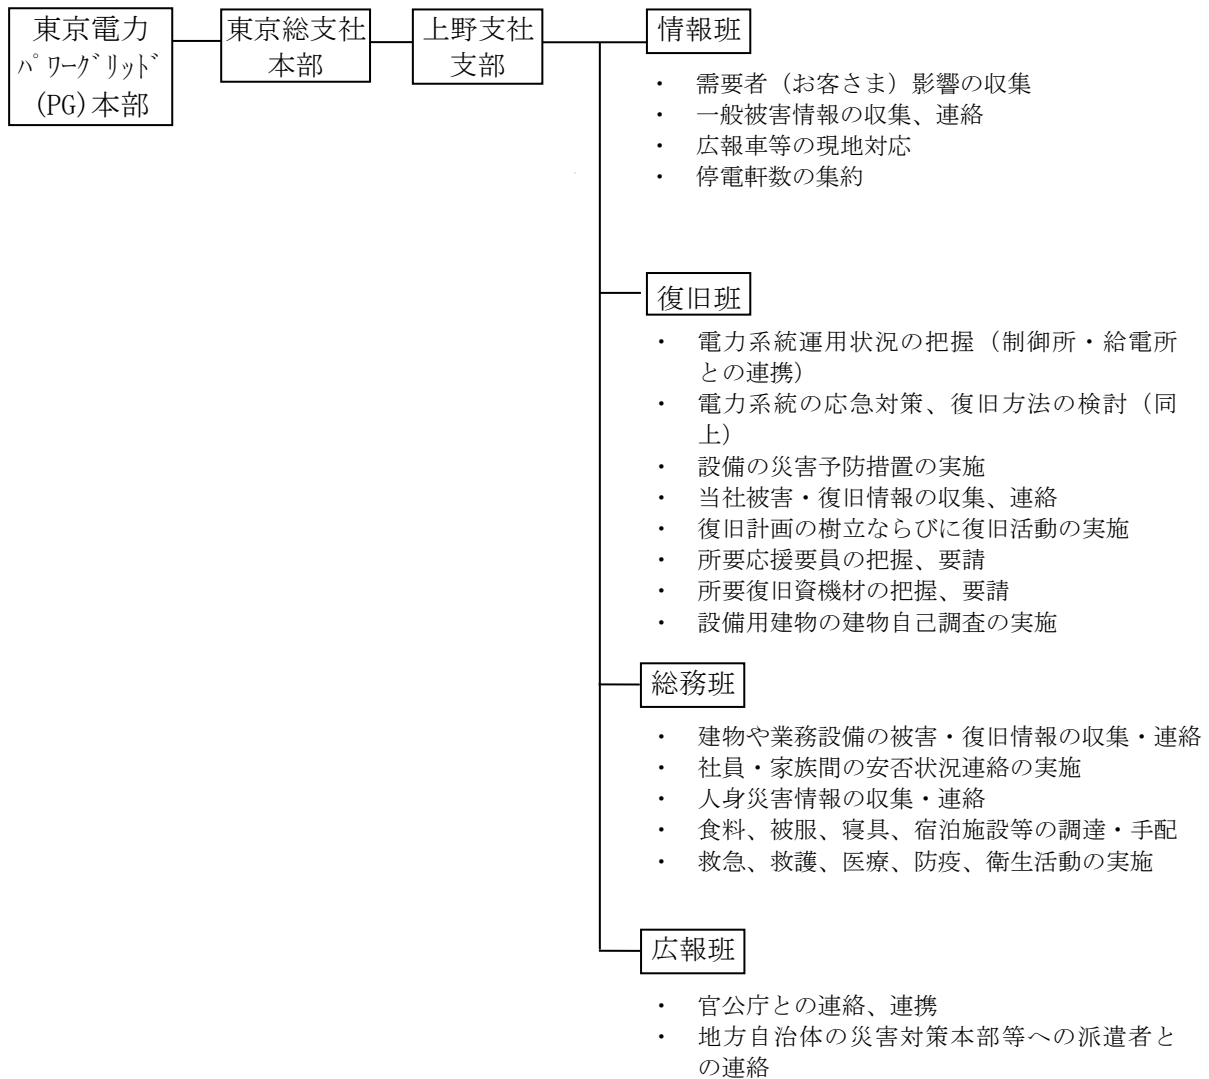 東京電力
ﾊﾟﾜｰｸﾞﾘｯﾄﾞ
(PG)本部
東京総支社
本部
上野支社
支部
情報班
・ 需要者（お客さま）影響の収集
・ 一般被害情報の収集、連絡
・ 広報車等の現地対応
・ 停電軒数の集約
復旧班
・ 電力系統運用状況の把握（制御所・給電所
との連携）
・ 電力系統の応急対策、復旧方法の検討（同
上）
・ 設備の災害予防措置の実施
・ 当社被害・復旧情報の収集、連絡
・ 復旧計画の樹立ならびに復旧活動の実施
・ 所要応援要員の把握、要請
・ 所要復旧資機材の把握、要請
・ 設備用建物の建物自己調査の実施
総務班
・ 建物や業務設備の被害・復旧情報の収集・連絡
・ 社員・家族間の安否状況連絡の実施
・ 人身災害情報の収集・連絡
・ 食料、被服、寝具、宿泊施設等の調達・手配
・ 救急、救護、医療、防疫、衛生活動の実施
広報班
・ 官公庁との連絡、連携
・ 地方自治体の災害対策本部等への派遣者と
の連絡